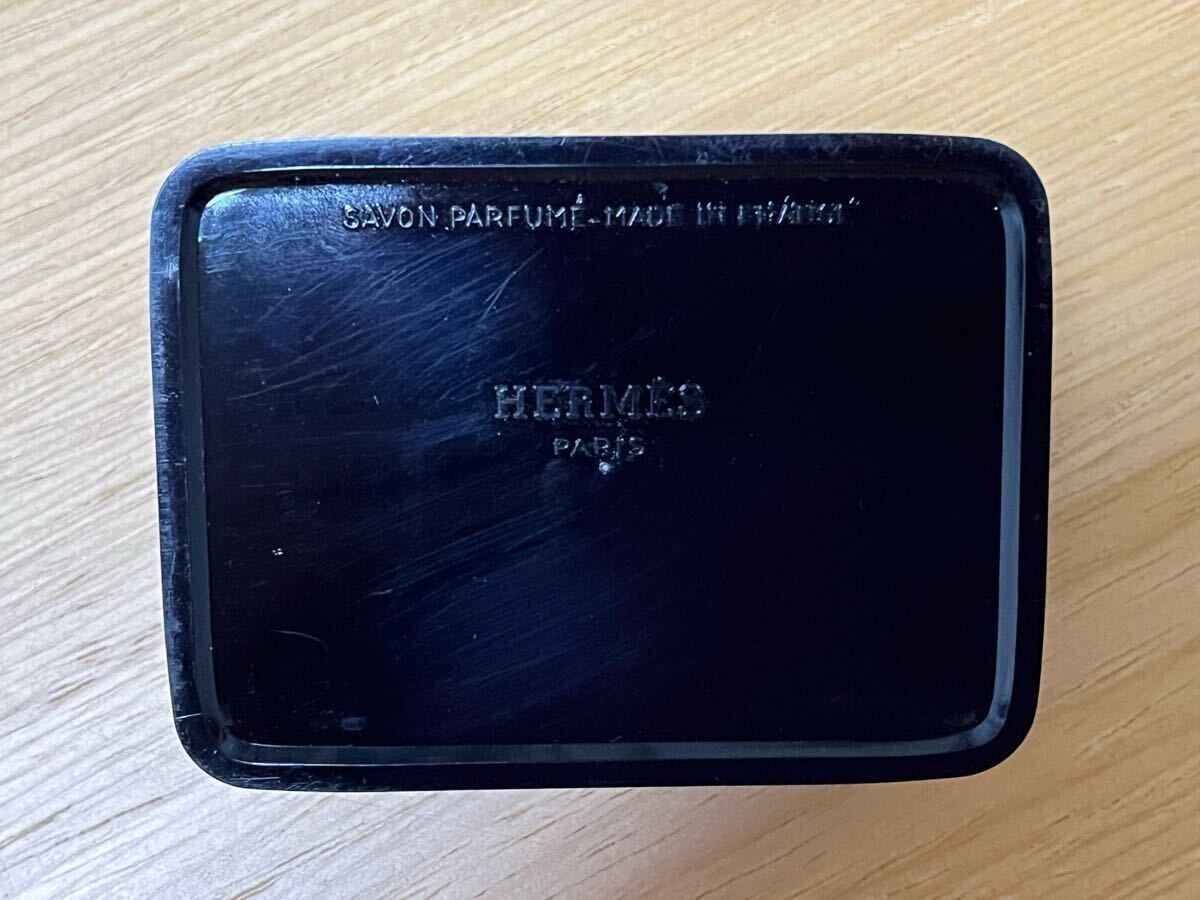 SAVON PARFUMÉ-MADE IN FRANCE
HERMÈS
PARIS